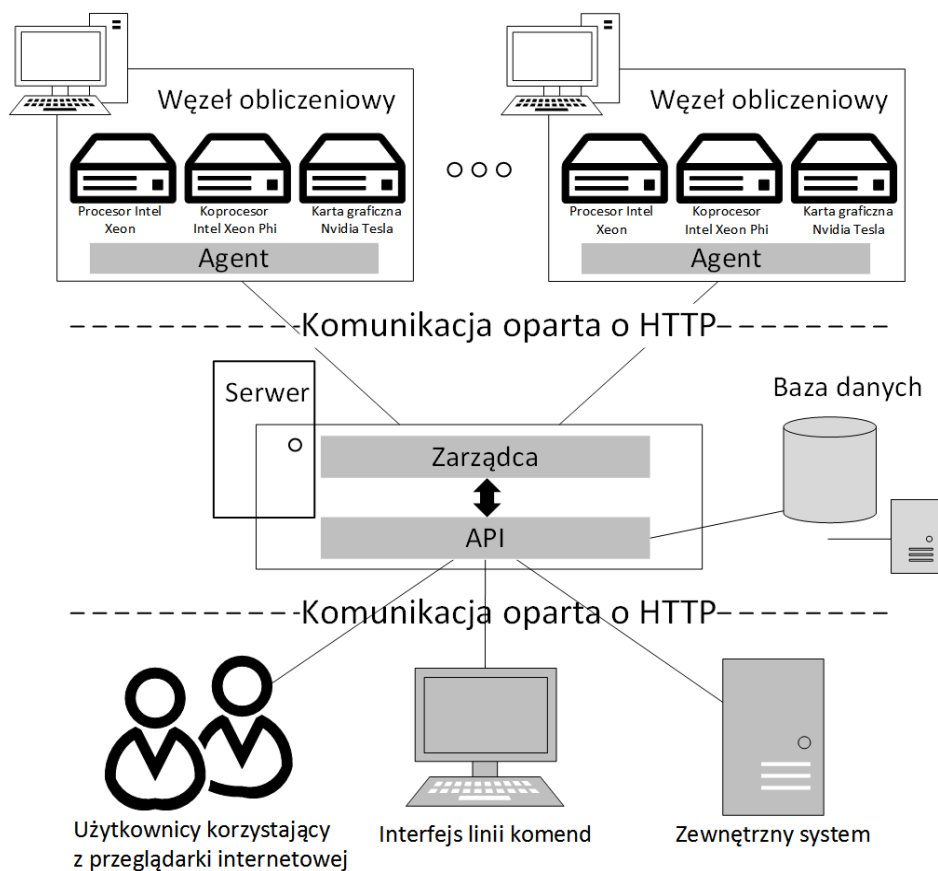 Węzeł obliczeniowy
Procesor Intel
Xeon
Koprocesor
Intel Xeon Phi
Karta graficzna
Nvidia Tesla
Agent
Węzeł obliczeniowy
Procesor Intel
Xeon
Koprocesor
Intel Xeon Phi
Karta graficzna
Nvidia Tesla
Agent
Komunikacja oparta o HTTP
Serwer
Baza danych
Zarządca
API
Komunikacja oparta o HTTP
Użytkownicy korzystający
z przeglądarki internetowej
Interfejs linii komend
Zewnętrzny system